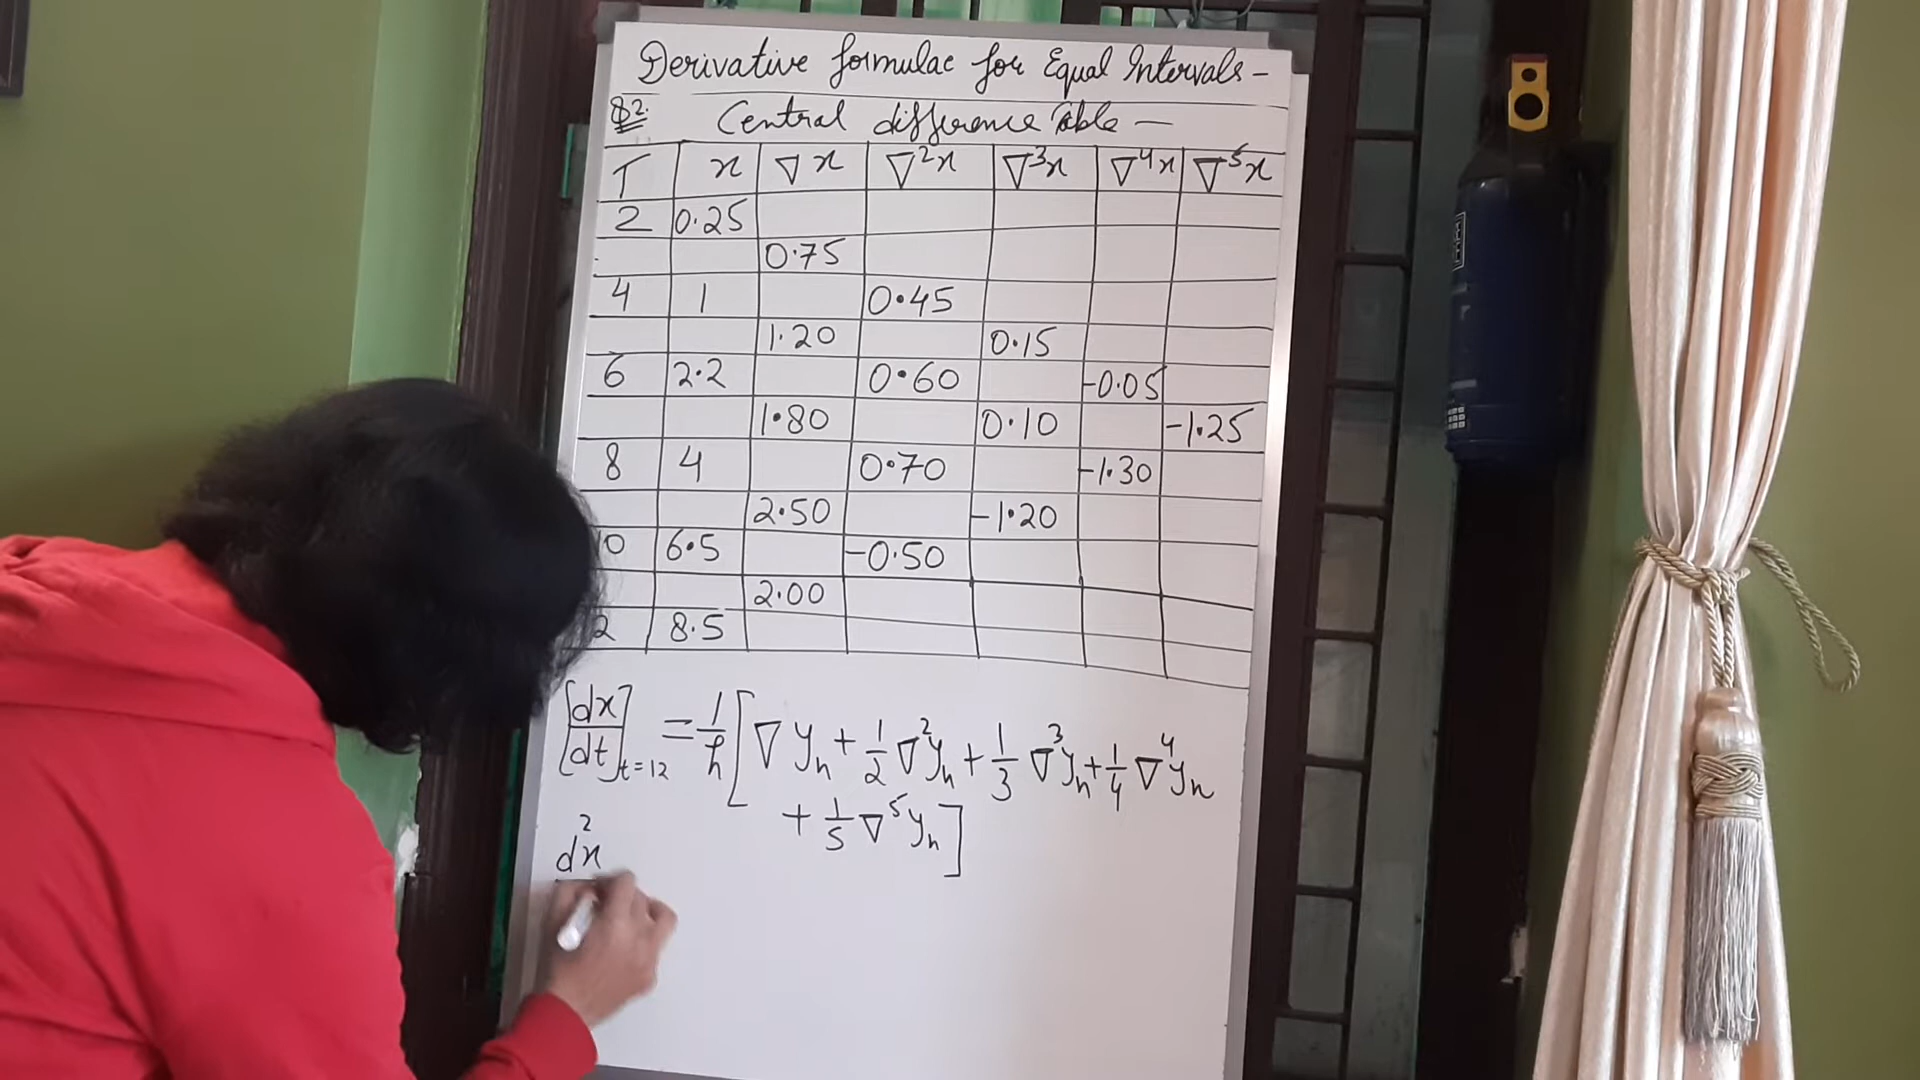 Derivative formulae for Equal Intervals -
Q2. Central difference Table -
T x ∇x ∇²x ∇³x ∇⁴x ∇⁵x
2 0.25
0.75
4 1 0.45
1.20 0.15
6 2.2 0.60 -0.05
1.80 0.10 -1.25
8 4 0.70 -1.30
2.50 -1.20
0 6.5 -0.50
2.00
2 8.5
[dx/dt]t=12 = 1/h [∇yn + 1/2 ∇²yn + 1/3 ∇³yn + 1/4 ∇⁴yn
+ 1/5 ∇⁵yn]
d²x